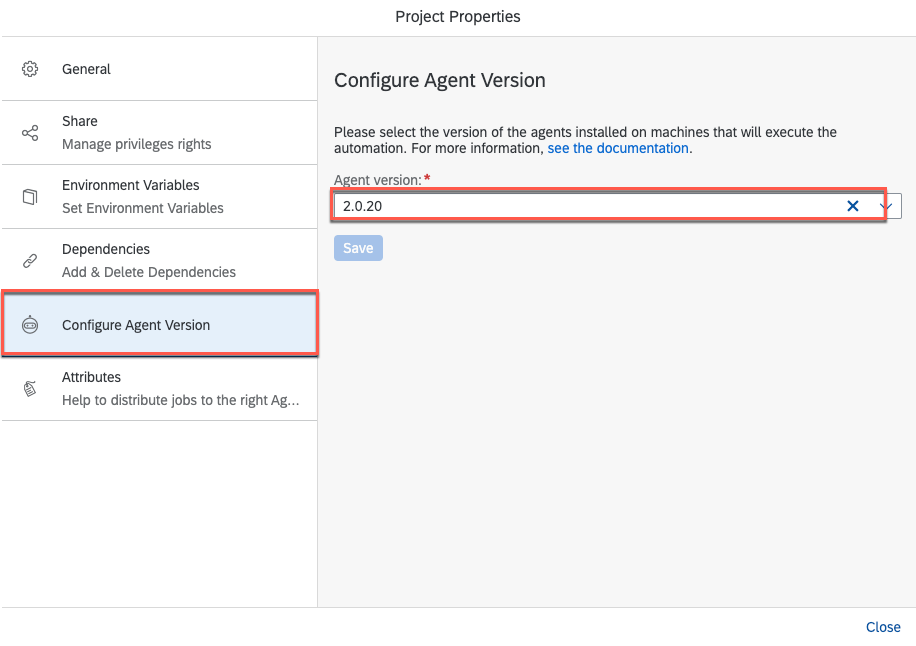 Project Properties
General
Share
Manage privileges rights
Environment Variables
Set Environment Variables
Dependencies
Add & Delete Dependencies
Configure Agent Version
Attributes
Help to distribute jobs to the right Ag...
Configure Agent Version
Please select the version of the agents installed on machines that will execute the
automation. For more information, see the documentation.
Agent version:*
2.0.20
Save
Close